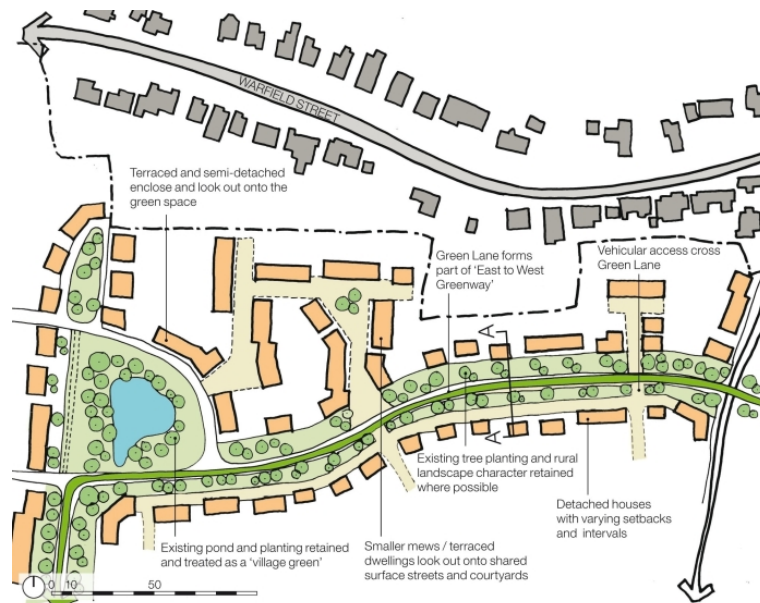 WARFIELD STREET
Terraced and semi-detached
enclose and look out onto the
green space
Green Lane forms
part of 'East to West
Greenway'
Vehicular access cross
Green Lane
A
A
Existing tree planting and rural
landscape character retained
where possible
Detached houses
with varying setbacks
and intervals
Existing pond and planting retained
and treated as a 'village green'
Smaller mews / terraced
dwellings look out onto shared
surface streets and courtyards
0 10 50